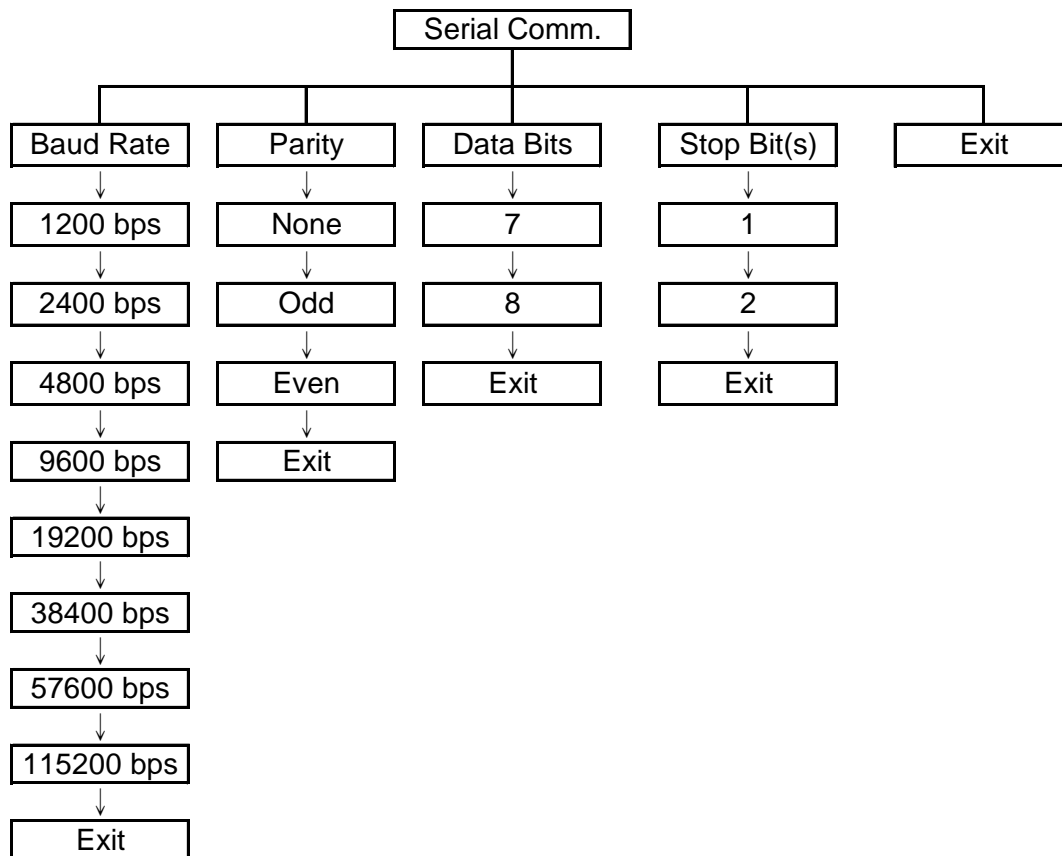 Serial Comm.
Baud Rate
Parity
Data Bits
Stop Bit(s)
Exit
1200 bps
None
7
1
2400 bps
Odd
8
2
4800 bps
Even
Exit
Exit
9600 bps
Exit
19200 bps
38400 bps
57600 bps
115200 bps
Exit